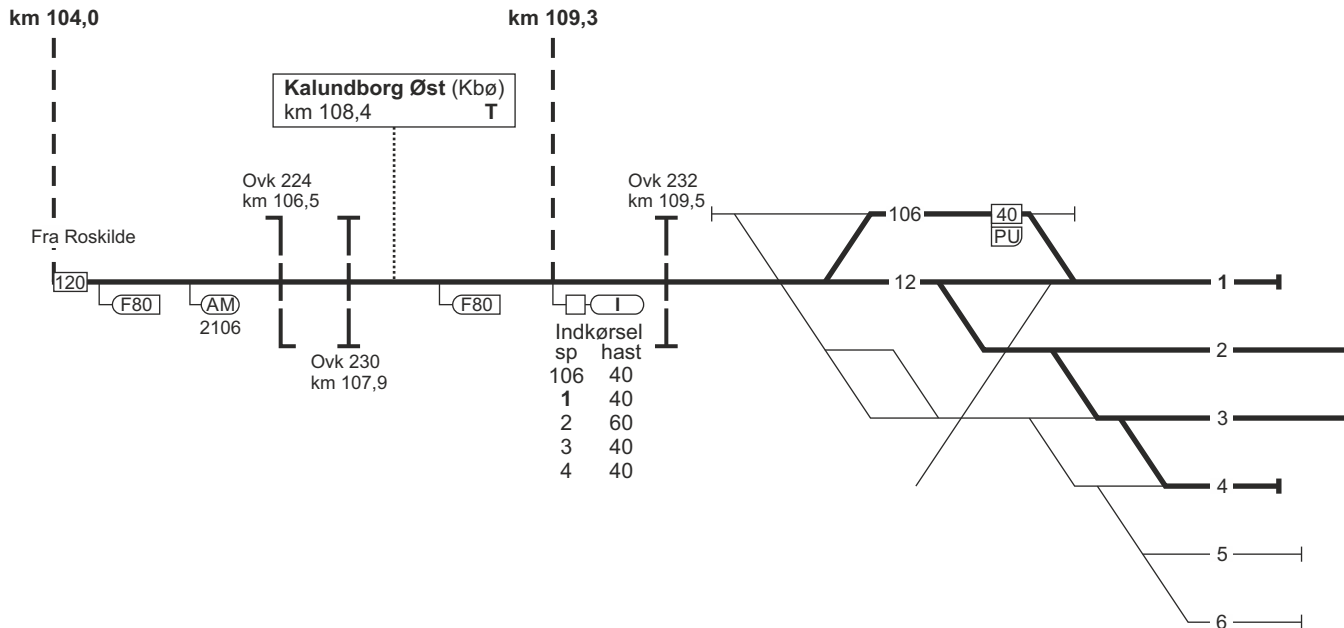 km 104,0
km 109,3
Kalundborg Øst (Kbø)
km 108,4 T
Ovk 224
km 106,5
Ovk 232
km 109,5
106
40
PU
Fra Roskilde
120
12
1
F80
AM
2106
F80
I
Ovk 230
km 107,9
Indkørsel
sp hast
106 40
1 40
2 60
3 40
4 40
2
3
4
5
6